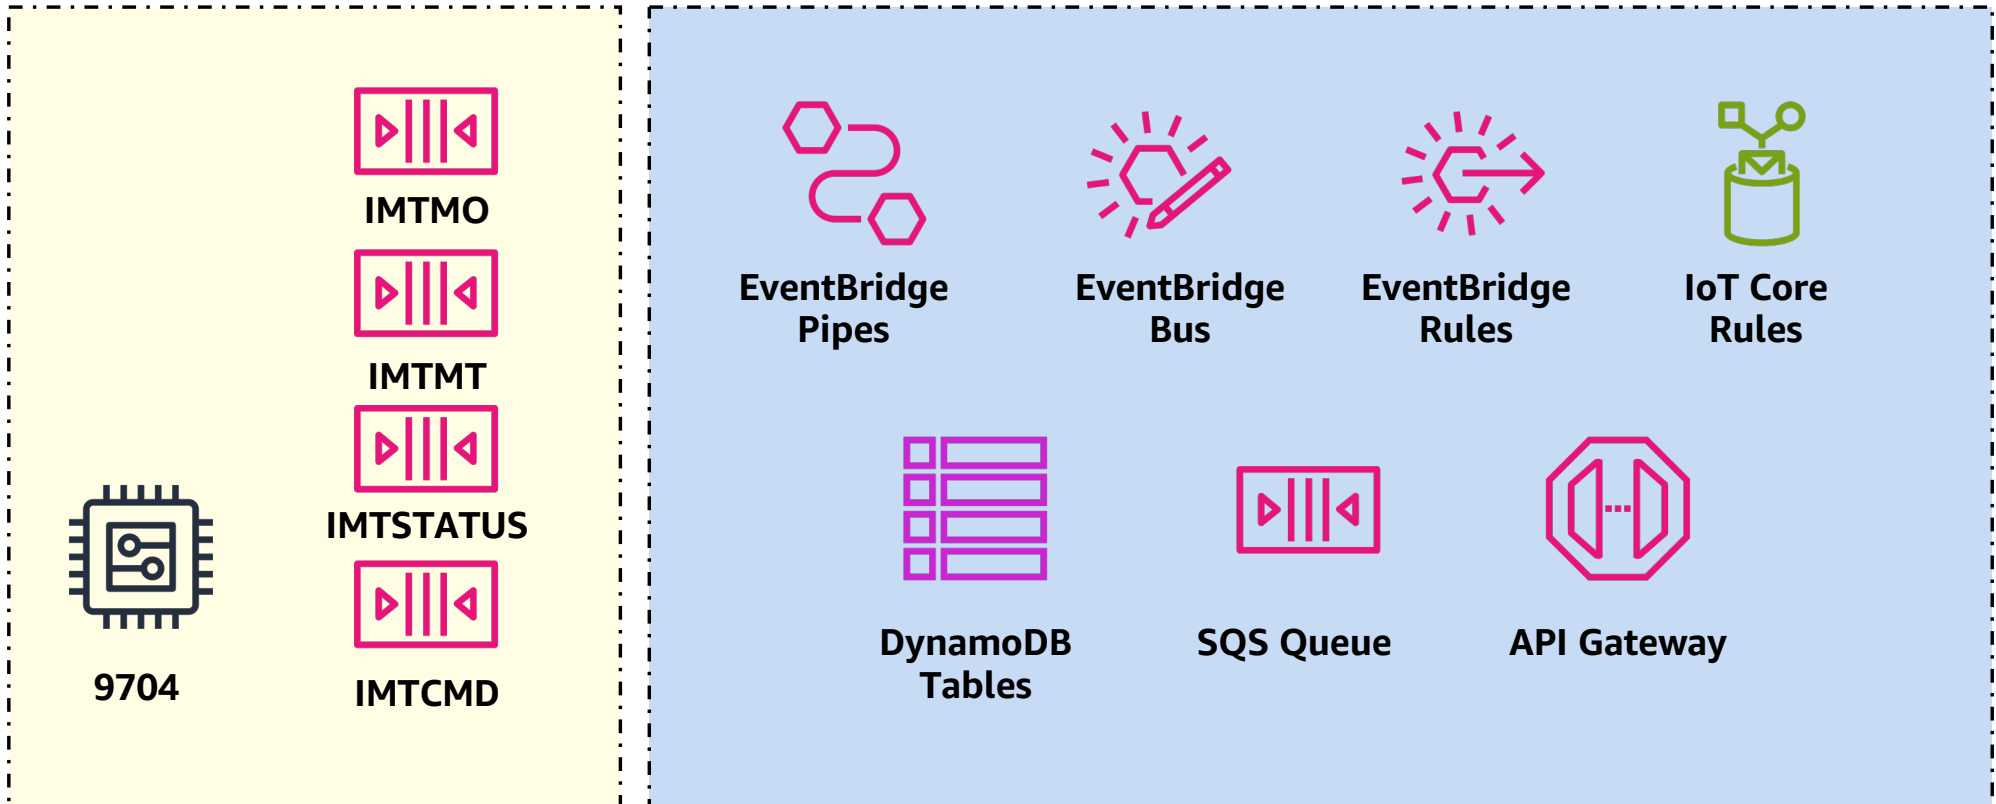 IMTMO
IMTMT
IMTSTATUS
IMTCMD
9704
EventBridge
Pipes
EventBridge
Bus
EventBridge
Rules
IoT Core
Rules
DynamoDB
Tables
SQS Queue
API Gateway